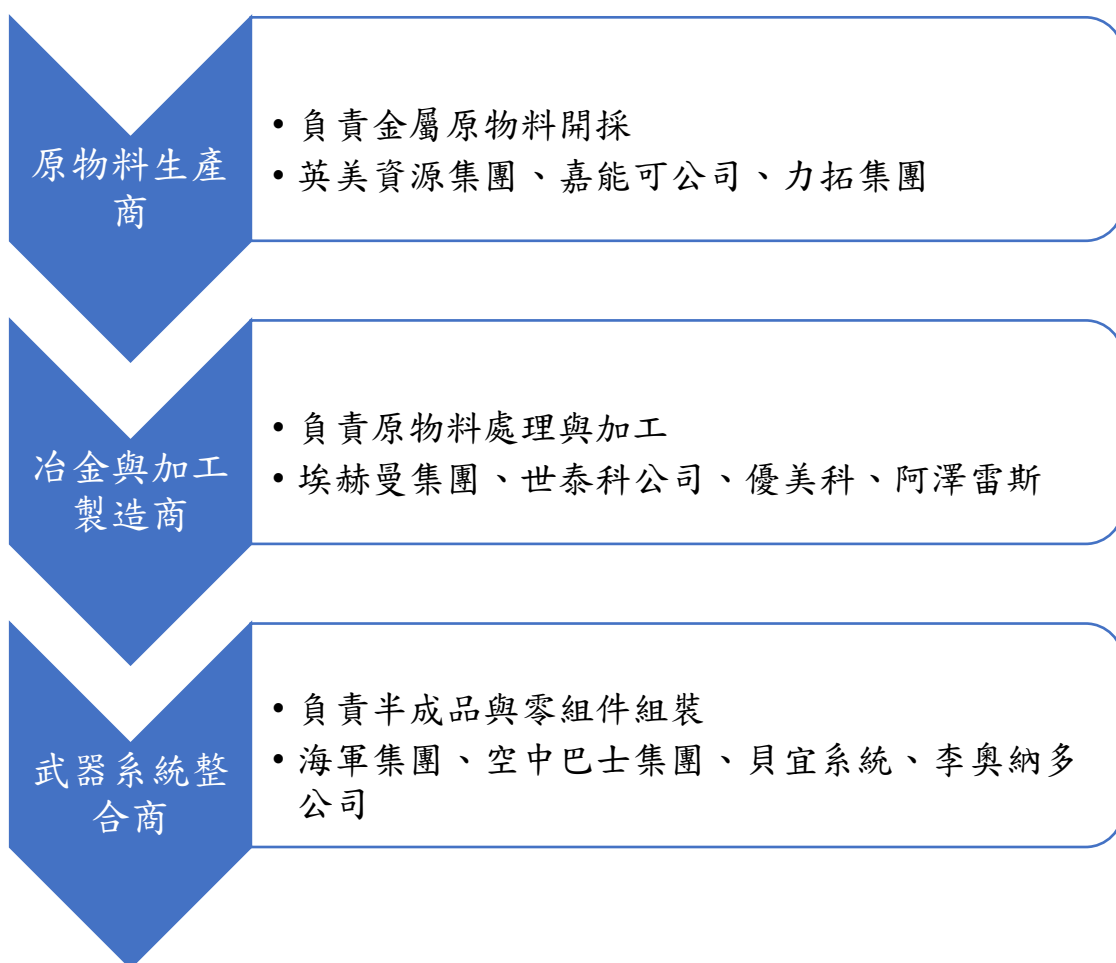 原物料生產
商
• 負責金屬原物料開採
• 英美資源集團、嘉能可公司、力拓集團
冶金與加工
製造商
• 負責原物料處理與加工
• 埃赫曼集團、世泰科公司、優美科、阿澤雷斯
武器系統整
合商
• 負責半成品與零組件組裝
• 海軍集團、空中巴士集團、貝宜系統、李奧納多
公司